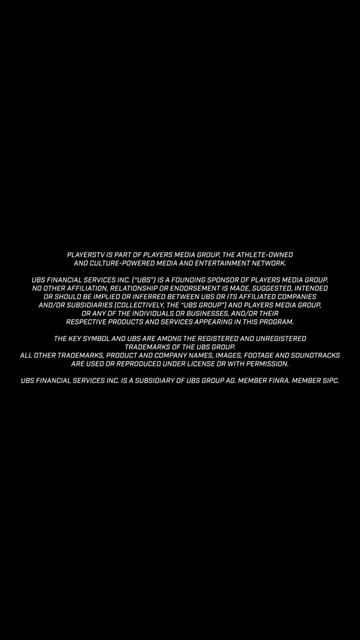 PLAYERSTV IS PART OF PLAYERS MEDIA GROUP, THE ATHLETE-OWNED
AND CULTURE-POWERED MEDIA AND ENTERTAINMENT NETWORK.
UBS FINANCIAL SERVICES INC. ("UBS") IS A FOUNDING SPONSOR OF PLAYERS MEDIA GROUP.
NO OTHER AFFILIATION, RELATIONSHIP OR ENDORSEMENT IS MADE, SUGGESTED, INTENDED
OR SHOULD BE IMPLIED OR INFERRED BETWEEN UBS OR ITS AFFILIATED COMPANIES
AND/OR SUBSIDIARIES (COLLECTIVELY, THE "UBS GROUP") AND PLAYERS MEDIA GROUP,
OR ANY OF THE INDIVIDUALS OR BUSINESSES, AND/OR THEIR
RESPECTIVE PRODUCTS AND SERVICES APPEARING IN THIS PROGRAM.
THE KEY SYMBOL AND UBS ARE AMONG THE REGISTERED AND UNREGISTERED
TRADEMARKS OF THE UBS GROUP.
ALL OTHER TRADEMARKS, PRODUCT AND COMPANY NAMES, IMAGES, FOOTAGE AND SOUNDTRACKS
ARE USED OR REPRODUCED UNDER LICENSE OR WITH PERMISSION.
UBS FINANCIAL SERVICES INC. IS A SUBSIDIARY OF UBS GROUP AG. MEMBER FINRA. MEMBER SIPC.